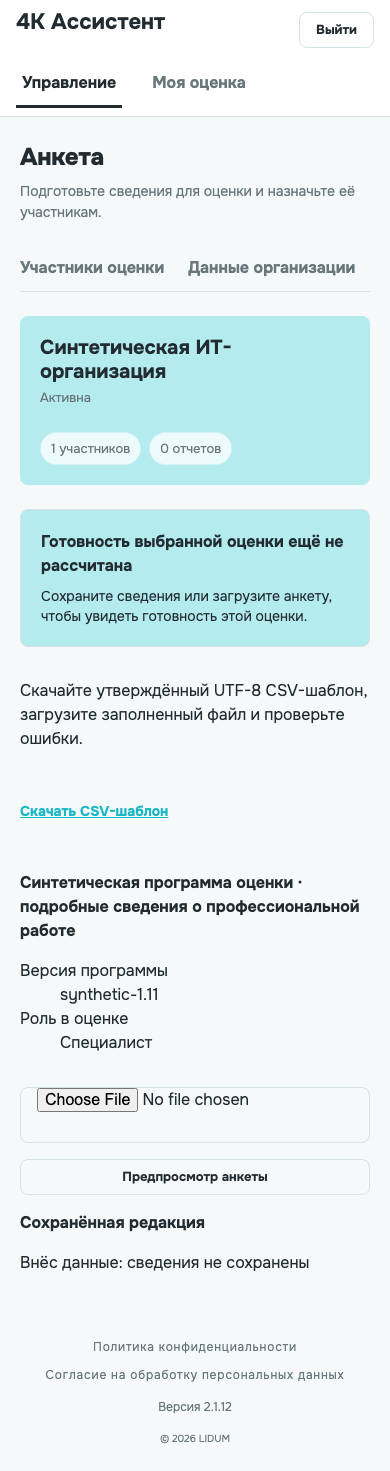 4K Ассистент
Выйти
Управление
Моя оценка
Анкета
Подготовьте сведения для оценки и назначьте её
участникам.
Участники оценки
Данные организации
Синтетическая ИТ-
организация
Активна
1 участников
0 отчетов
Готовность выбранной оценки ещё не
рассчитана
Сохраните сведения или загрузите анкету,
чтобы увидеть готовность этой оценки.
Скачайте утверждённый UTF-8 CSV-шаблон,
загрузите заполненный файл и проверьте
ошибки.
Скачать CSV-шаблон
Синтетическая программа оценки ·
подробные сведения о профессиональной
работе
Версия программы
synthetic-1.11
Роль в оценке
Специалист
Choose File No file chosen
Предпросмотр анкеты
Сохранённая редакция
Внёс данные: сведения не сохранены
Политика конфиденциальности
Согласие на обработку персональных данных
Версия 2.1.12
© 2026 LIDUM